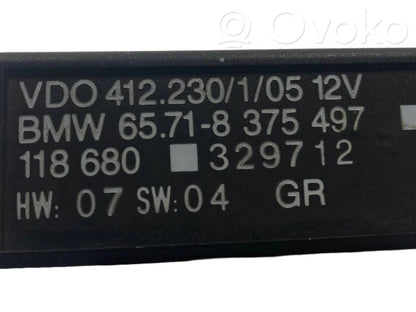 Ovoko
VDO 412.230/1/05 12V
BMW 65.71-8 375 497
118 680 329712
HW: 07 SW:04 GR